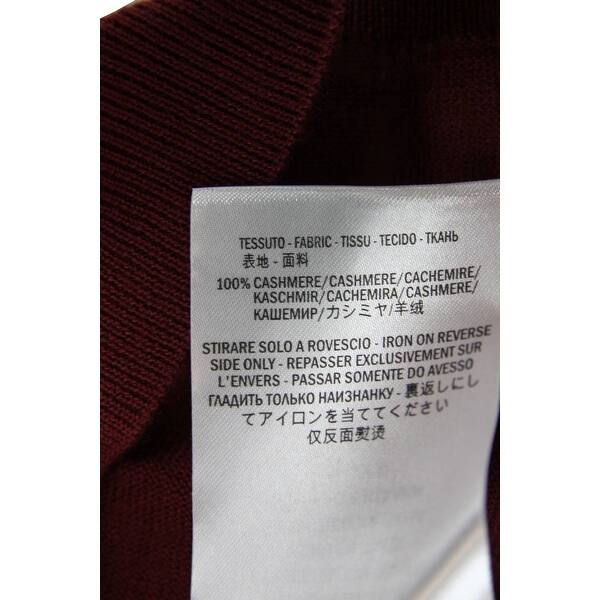 TESSUTO - FABRIC - TISSU - TECIDO - ТКАНЬ
表地 - 面料
100% CASHMERE/CASHMERE/CACHEMIRE/
KASCHMIR/CACHEMIRA/CASHMERE/
КАШЕМИР/カシミヤ/羊绒
STIRARE SOLO A ROVESCIO - IRON ON REVERSE
SIDE ONLY - REPASSER EXCLUSIVEMENT SUR
L'ENVERS - PASSAR SOMENTE DO AVESSO
ГЛАДИТЬ ТОЛЬКО НАИЗНАНКУ - 裏返しにし
てアイロンを当ててください
仅反面熨烫